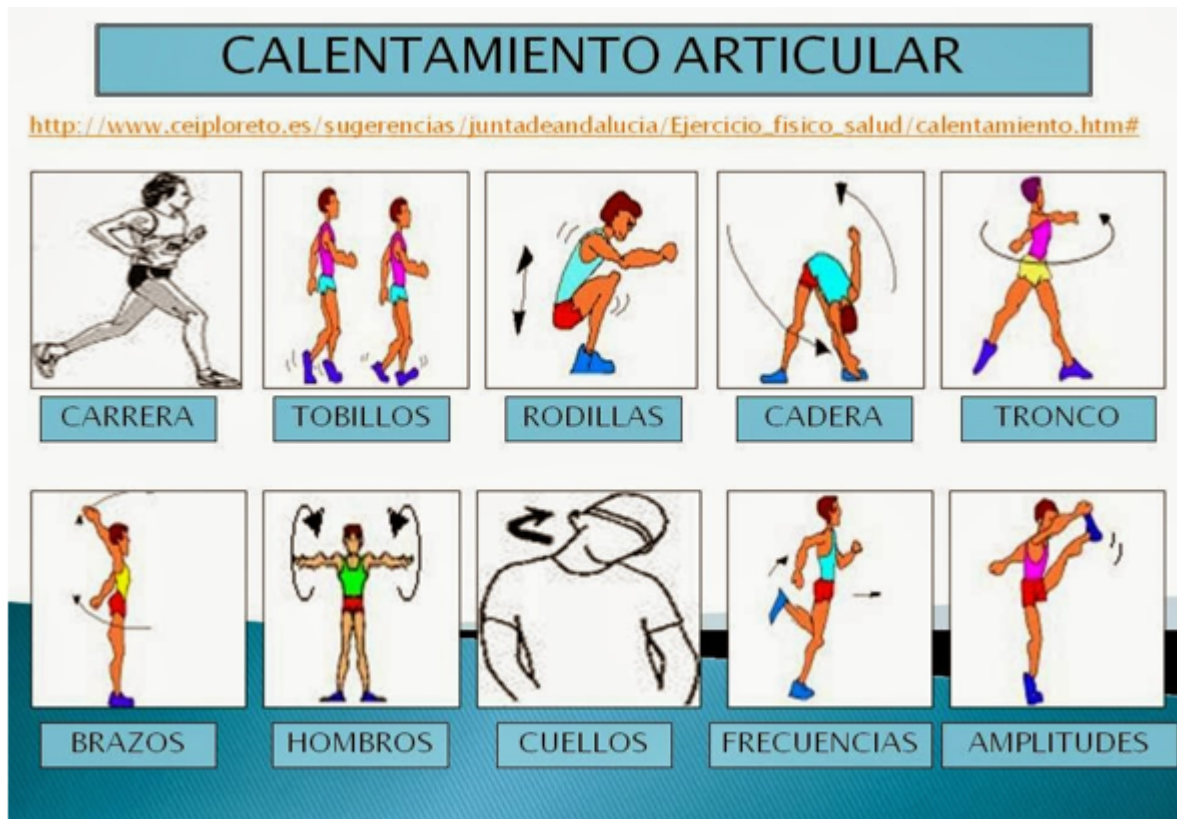 CALENTAMIENTO ARTICULAR
http://www.ceiploreto.es/sugerencias/juntadeandalucia/Ejercicio_fisico_salud/calentamiento.htm#
CARRERA
TOBILLOS
RODILLAS
CADERA
TRONCO
BRAZOS
HOMBROS
CUELLOS
FRECUENCIAS
AMPLITUDES